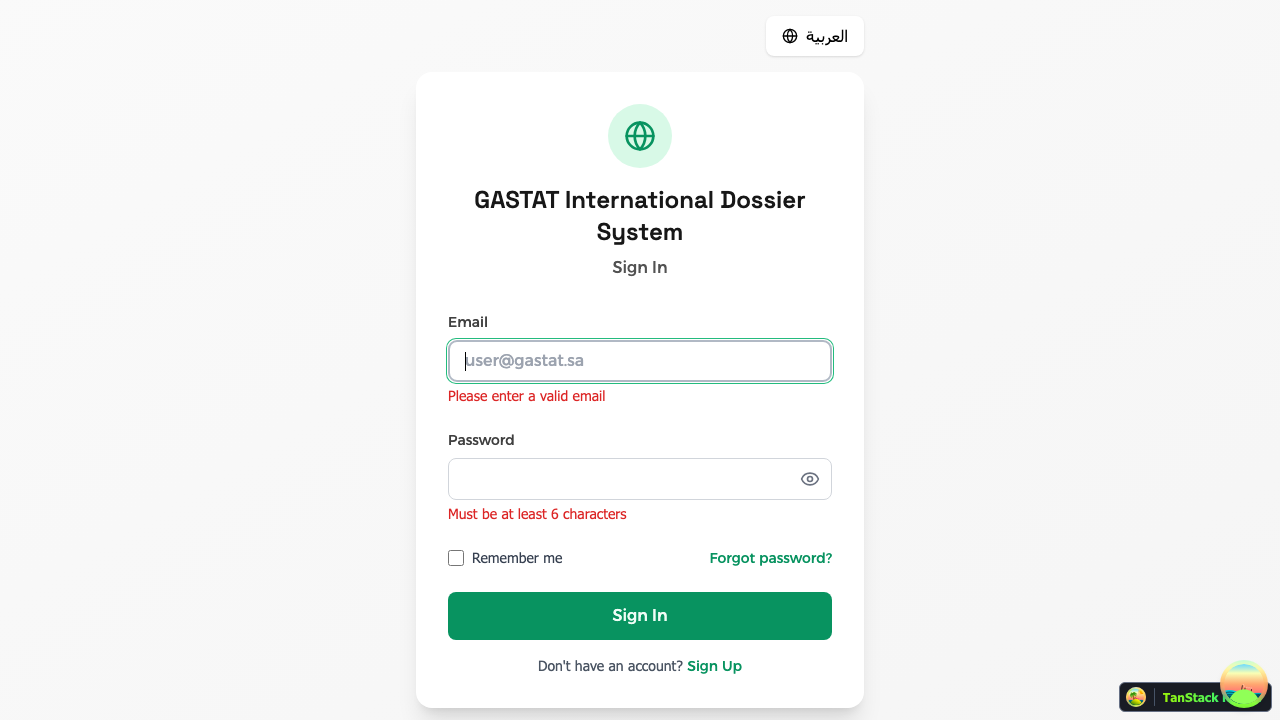 العربية
GASTAT International Dossier
System
Sign In
Email
user@gastat.sa
Please enter a valid email
Password
Must be at least 6 characters
Remember me
Forgot password?
Sign In
Don't have an account? Sign Up
TanStack